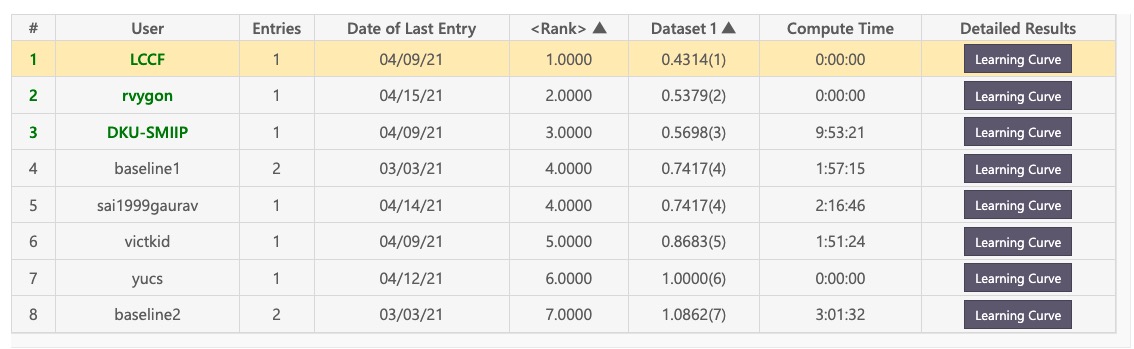 # User Entries Date of Last Entry <Rank> ▲ Dataset 1 ▲ Compute Time Detailed Results
1 LCCF 1 04/09/21 1.0000 0.4314(1) 0:00:00 Learning Curve
2 rvygon 1 04/15/21 2.0000 0.5379(2) 0:00:00 Learning Curve
3 DKU-SMIIP 1 04/09/21 3.0000 0.5698(3) 9:53:21 Learning Curve
4 baseline1 2 03/03/21 4.0000 0.7417(4) 1:57:15 Learning Curve
5 sai1999gaurav 1 04/14/21 4.0000 0.7417(4) 2:16:46 Learning Curve
6 victkid 1 04/09/21 5.0000 0.8683(5) 1:51:24 Learning Curve
7 yucs 1 04/12/21 6.0000 1.0000(6) 0:00:00 Learning Curve
8 baseline2 2 03/03/21 7.0000 1.0862(7) 3:01:32 Learning Curve